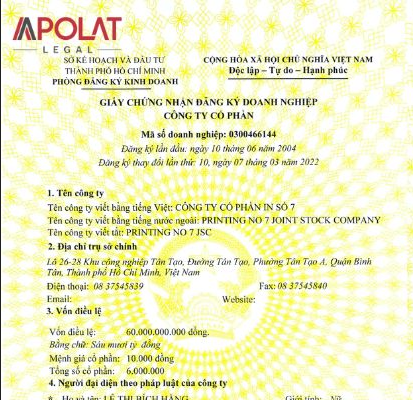 APOLAT
LEGAL
SỞ KẾ HOẠCH VÀ ĐẦU TƯ
THÀNH PHỐ HỒ CHÍ MINH
PHÒNG ĐĂNG KÝ KINH DOANH
CỘNG HÒA XÃ HỘI CHỦ NGHĨA VIỆT NAM
Độc lập – Tự do – Hạnh phúc
GIẤY CHỨNG NHẬN ĐĂNG KÝ DOANH NGHIỆP
CÔNG TY CỔ PHẦN
Mã số doanh nghiệp: 0300466144
Đăng ký lần đầu: ngày 10 tháng 06 năm 2004
Đăng ký thay đổi lần thứ: 10, ngày 07 tháng 03 năm 2022
1. Tên công ty
Tên công ty viết bằng tiếng Việt: CÔNG TY CỔ PHẦN IN SỐ 7
Tên công ty viết bằng tiếng nước ngoài: PRINTING NO 7 JOINT STOCK COMPANY
Tên công ty viết tắt: PRINTING NO 7 JSC
2. Địa chỉ trụ sở chính
Lô 26-28 Khu công nghiệp Tân Tạo, Đường Tân Tạo, Phường Tân Tạo A, Quận Bình
Tân, Thành phố Hồ Chí Minh, Việt Nam
Điện thoại: 08 37545839 Fax: 08 37545840
Email: Website:
3. Vốn điều lệ
Vốn điều lệ: 60.000.000.000 đồng.
Bằng chữ: Sáu mươi tỷ đồng
Mệnh giá cổ phần: 10.000 đồng
Tổng số cổ phần: 6.000.000
4. Người đại diện theo pháp luật của công ty
* Họ và tên: LÊ THỊ BÍCH HẰNG Giới tính: Nữ